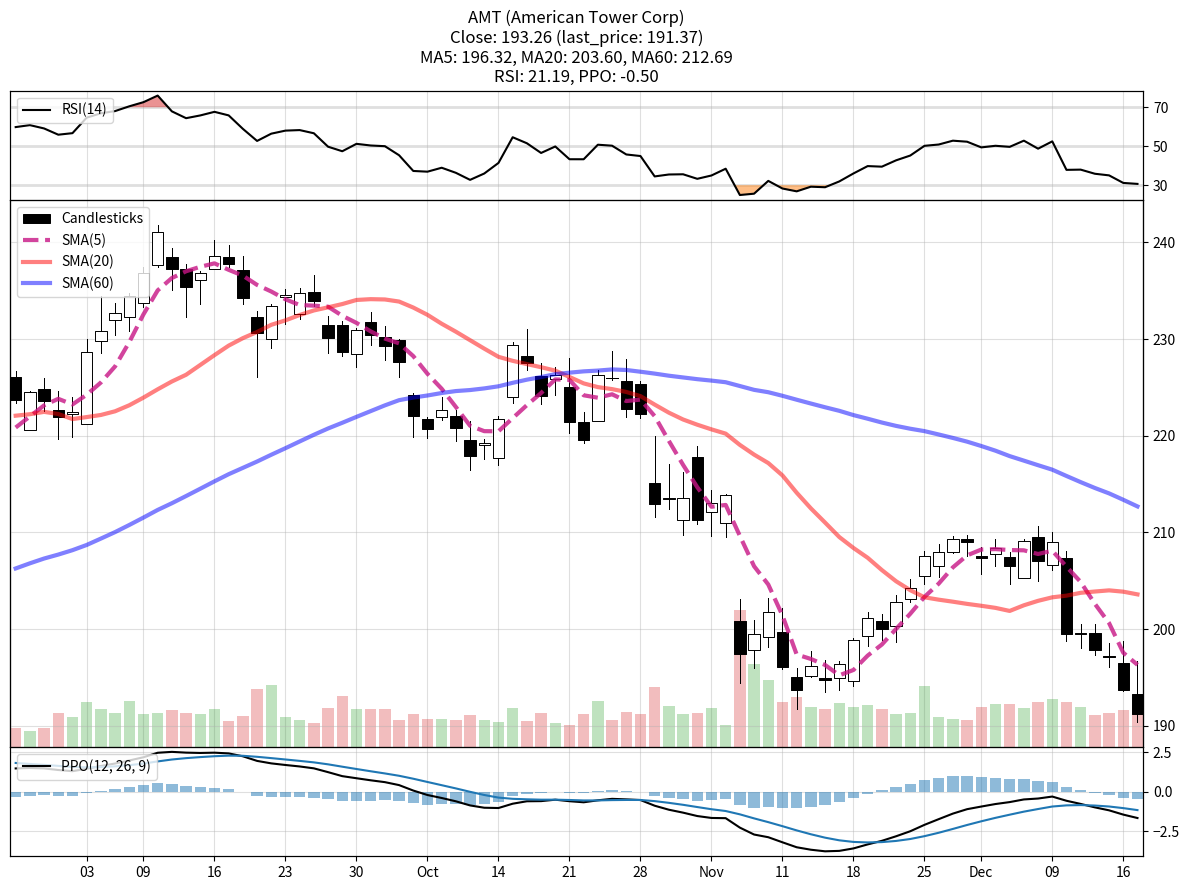 AMT (American Tower Corp)
Close: 193.26 (last_price: 191.37)
MA5: 196.32, MA20: 203.60, MA60: 212.69
RSI: 21.19, PPO: -0.50
RSI(14)
70
50
30
Candlesticks
SMA(5)
SMA(20)
SMA(60)
240
230
220
210
200
190
PPO(12, 26, 9)
2.5
0.0
−2.5
03 09 16 23 30 Oct 14 21 28 Nov 11 18 25 Dec 09 16